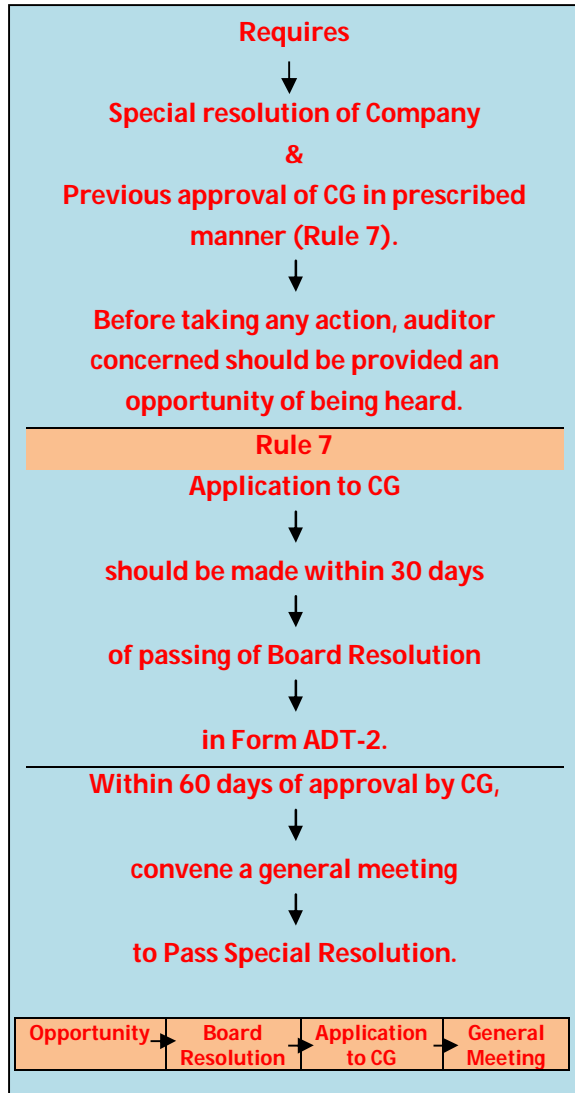 Requires
Special resolution of Company
&
Previous approval of CG in prescribed
manner (Rule 7).
Before taking any action, auditor
concerned should be provided an
opportunity of being heard.
Rule 7
Application to CG
should be made within 30 days
of passing of Board Resolution
in Form ADT-2.
Within 60 days of approval by CG,
convene a general meeting
to Pass Special Resolution.
Opportunity Board Application General
Resolution to CG Meeting